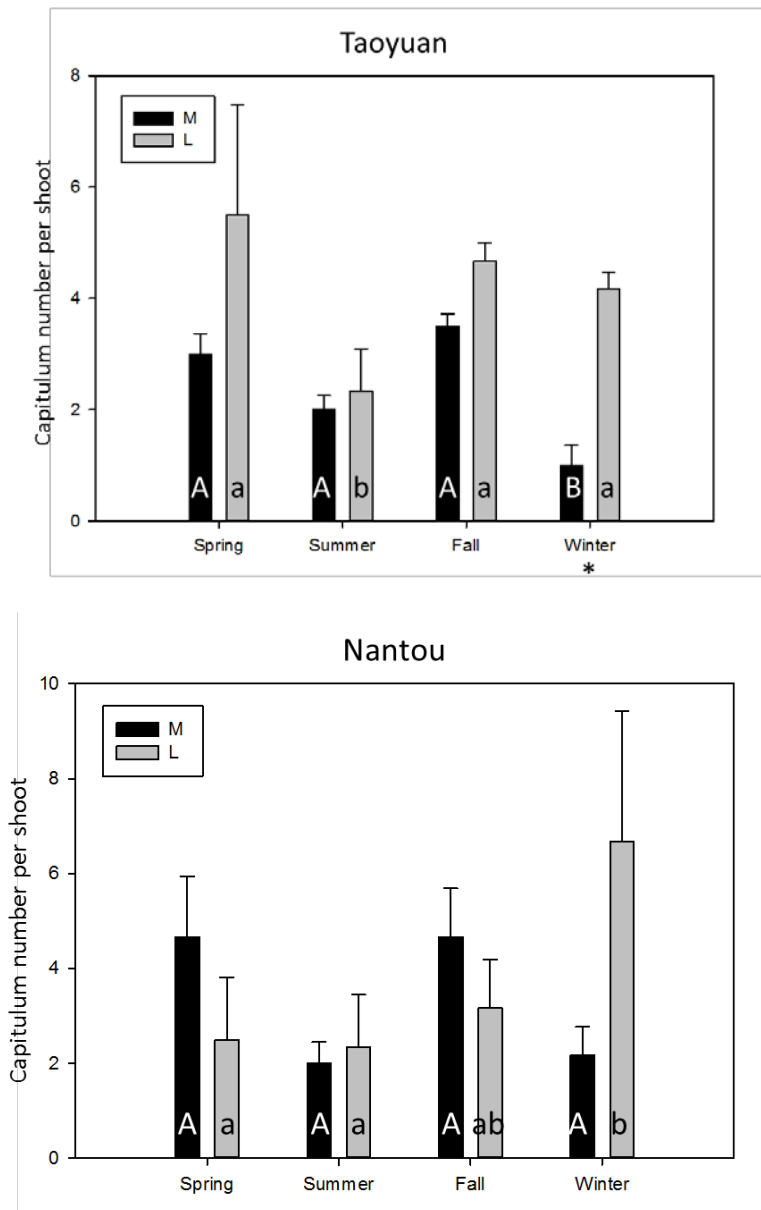 Taoyuan
Capitulum number per shoot
8
6
4
2
0
M
L
A a A b A a B a
Spring Summer Fall Winter
*
Nantou
Capitulum number per shoot
10
8
6
4
2
0
M
L
A a A a A ab A b
Spring Summer Fall Winter